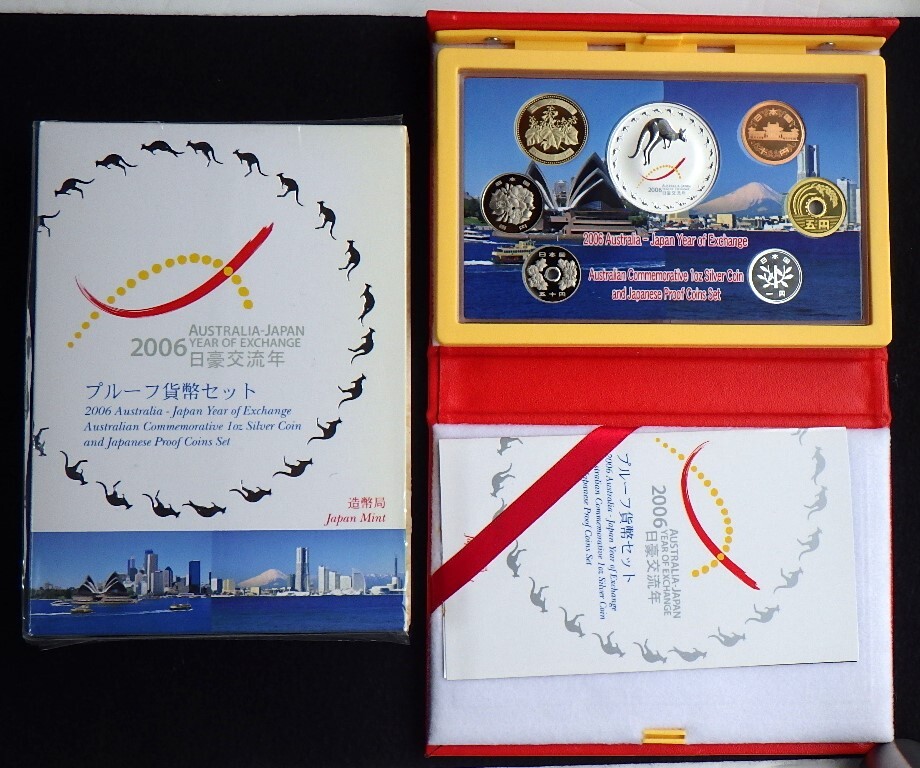 2006 AUSTRALIA-JAPAN
YEAR OF EXCHANGE
日豪交流年
プルーフ貨幣セット
2006 Australia - Japan Year of Exchange
Australian Commemorative 1oz Silver Coin
and Japanese Proof Coins Set
造幣局
Japan Mint
2006
日本国
五十円
五円
日本国
一円
2006 Australia - Japan Year of Exchange
Australian Commemorative 1oz Silver Coin
and Japanese Proof Coins Set
2006 AUSTRALIA-JAPAN
YEAR OF EXCHANGE
日豪交流年
プルーフ貨幣セット
2006 Australia - Japan Year of Exchange
Commemorative 1oz Silver Coin
Japanese Proof Coins Set